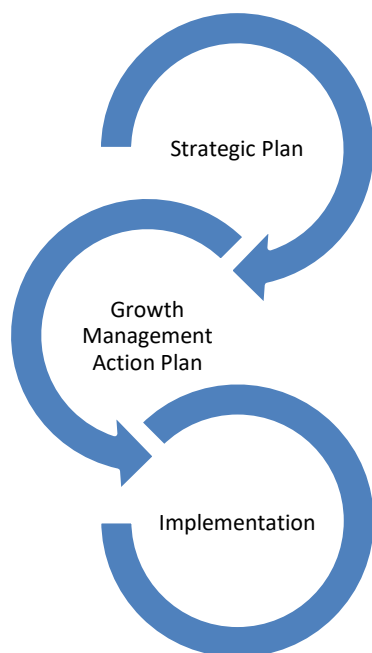 Strategic Plan
Growth
Management
Action Plan
Implementation